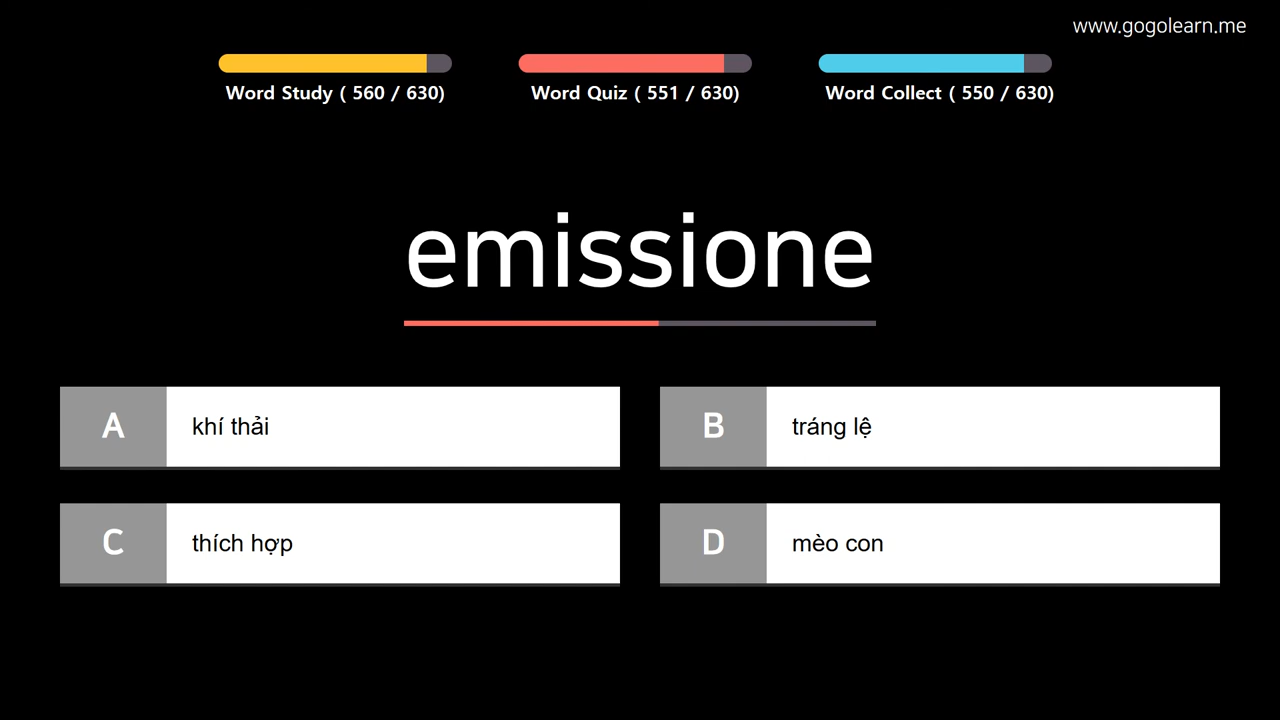 www.gogolearn.me
Word Study ( 560 / 630)
Word Quiz ( 551 / 630)
Word Collect ( 550 / 630)
emissione
A khí thải
B tráng lệ
C thích hợp
D mèo con